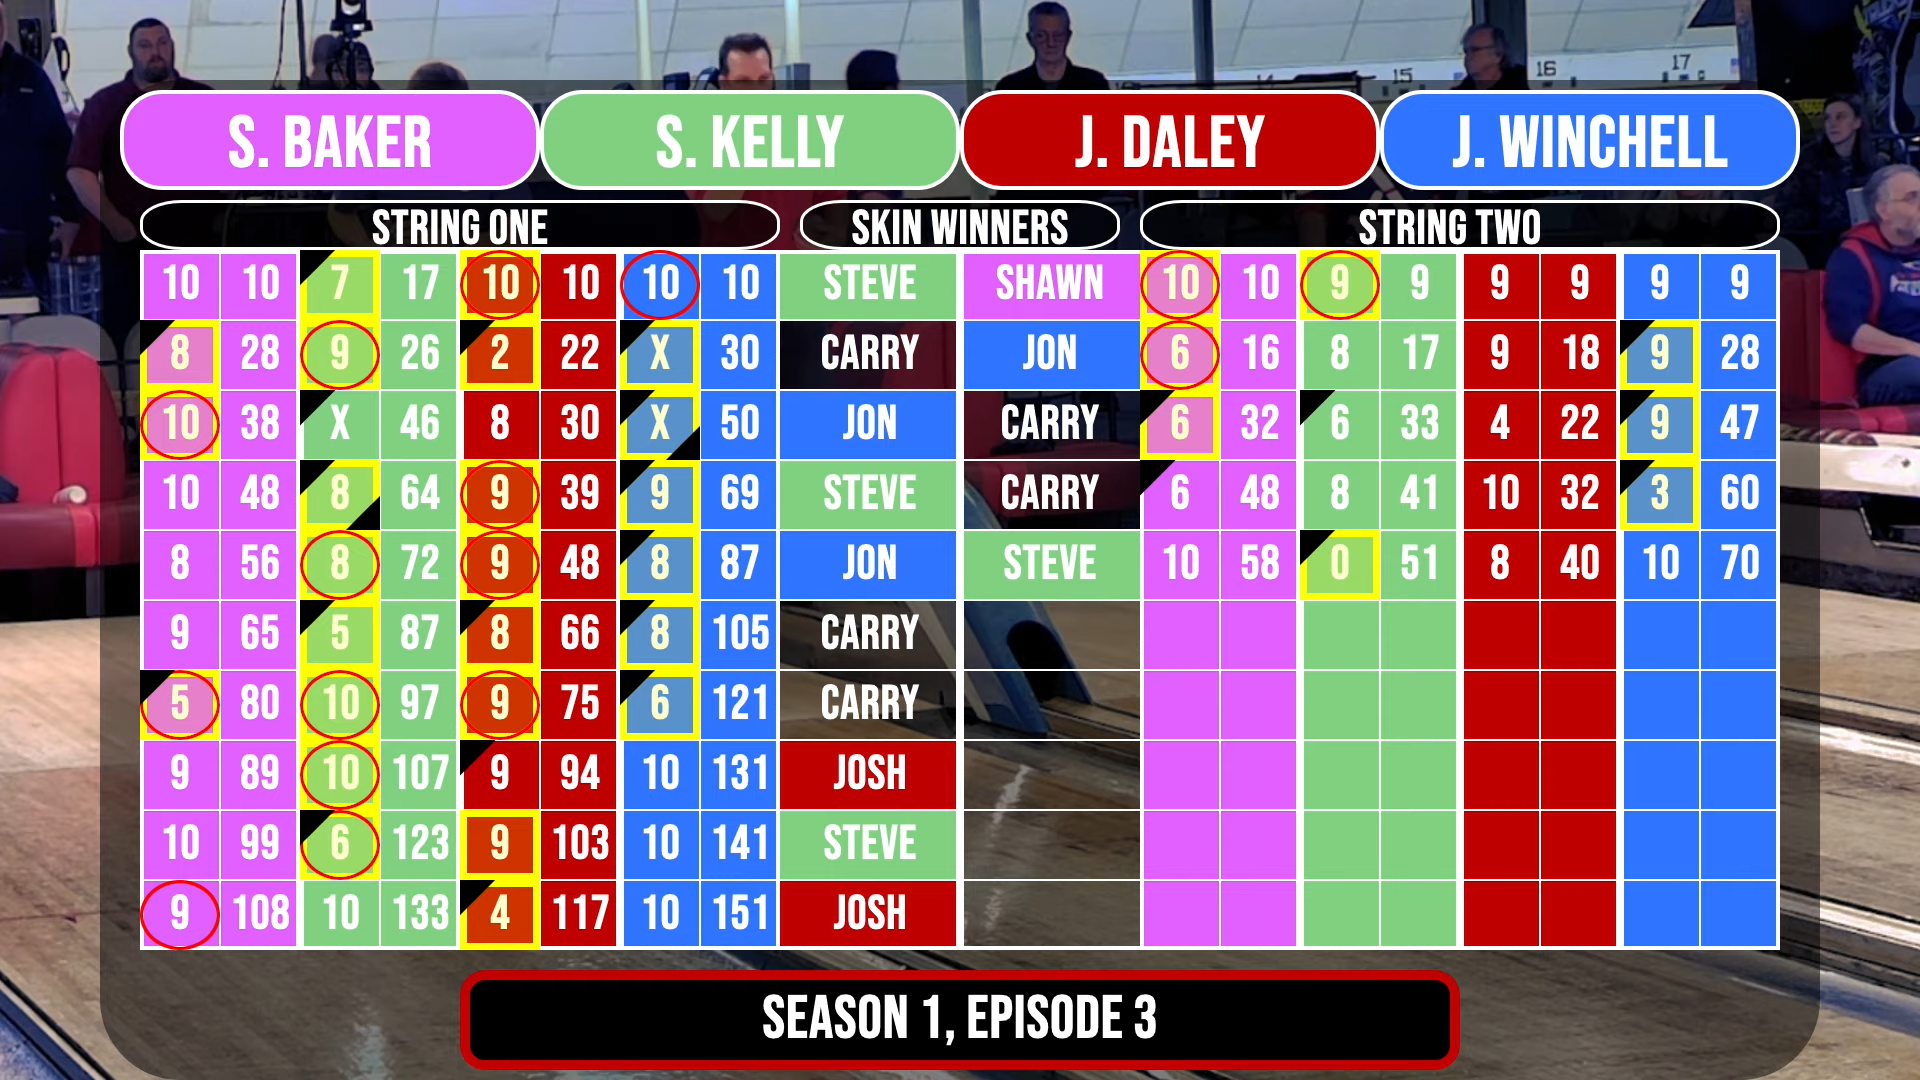 S. BAKER S. KELLY J. DALEY J. WINCHELL
STRING ONE SKIN WINNERS STRING TWO
10 10 7 17 10 10 10 10 STEVE SHAWN 10 10 9 9 9 9 9 9
8 28 9 26 2 22 X 30 CARRY JON 6 16 8 17 9 18 9 28
10 38 X 46 8 30 X 50 JON CARRY 6 32 6 33 4 22 9 47
10 48 8 64 9 39 9 69 STEVE CARRY 6 48 8 41 10 32 3 60
8 56 8 72 9 48 8 87 JON STEVE 10 58 0 51 8 40 10 70
9 65 5 87 8 66 8 105 CARRY
5 80 10 97 9 75 6 121 CARRY
9 89 10 107 9 94 10 131 JOSH
10 99 6 123 9 103 10 141 STEVE
9 108 10 133 4 117 10 151 JOSH
SEASON 1, EPISODE 3
15 16 17